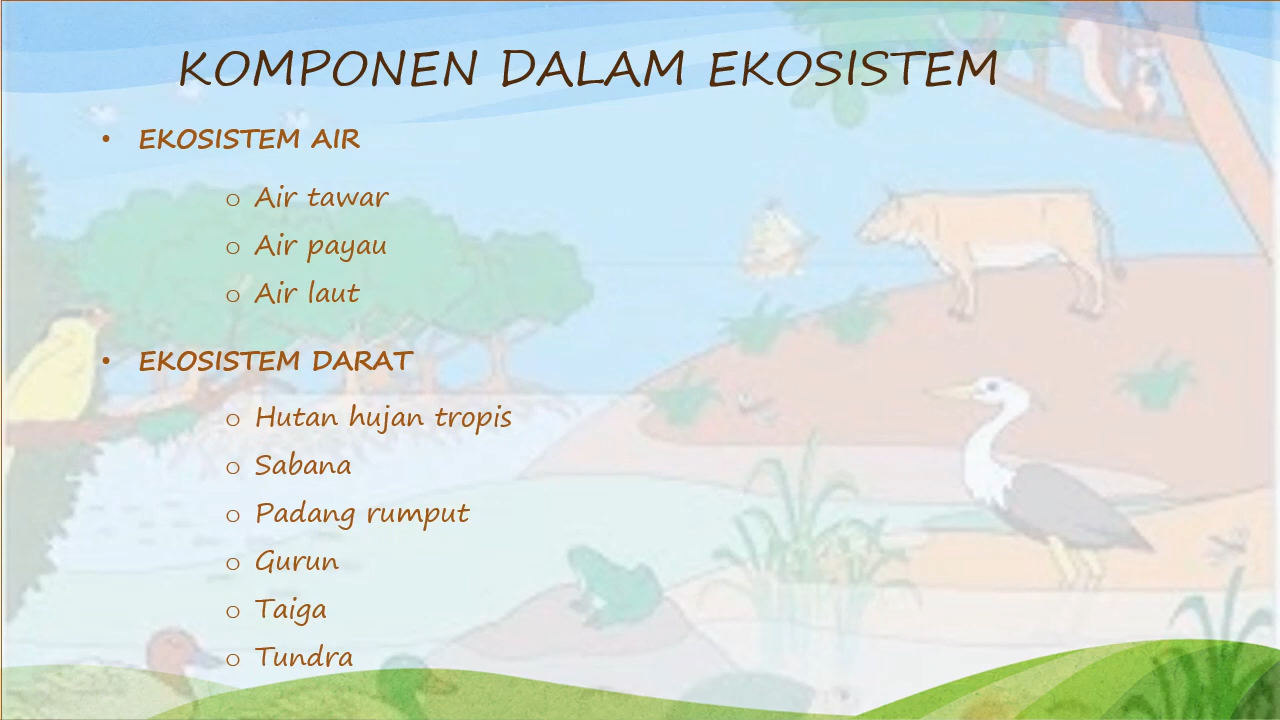 KOMPONEN DALAM EKOSISTEM
• EKOSISTEM AIR
o Air tawar
o Air payau
o Air laut
• EKOSISTEM DARAT
o Hutan hujan tropis
o Sabana
o Padang rumput
o Gurun
o Taiga
o Tundra